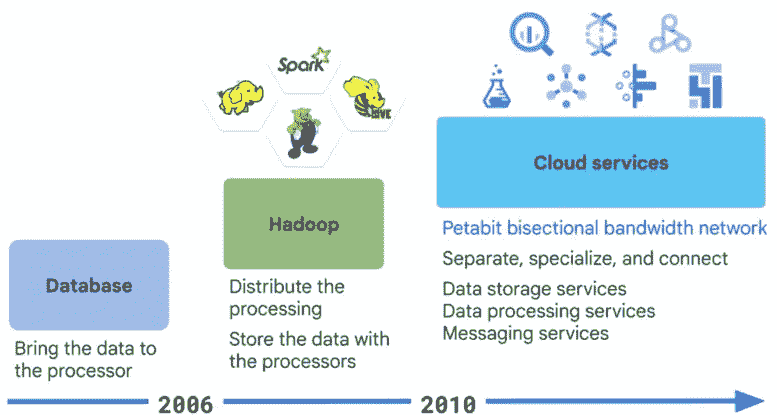 Spark
HIVE
Cloud services
Hadoop
Database
Petabit bisectional bandwidth network
Separate, specialize, and connect
Data storage services
Data processing services
Messaging services
Distribute the
processing
Store the data with
the processors
Bring the data to
the processor
2006
2010